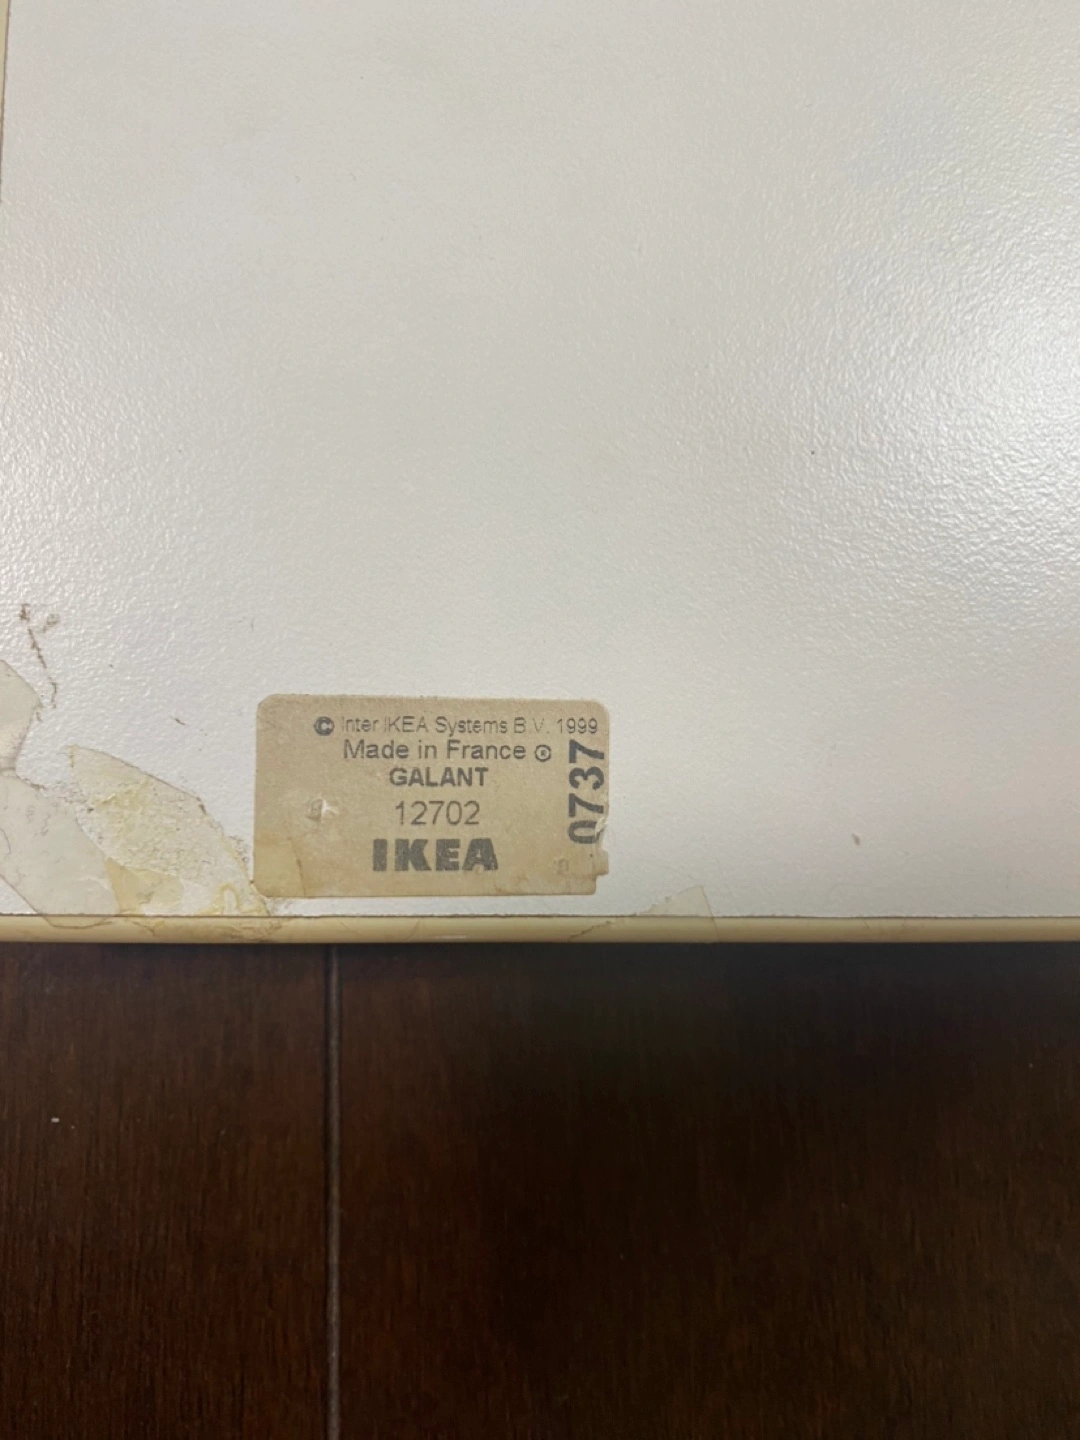 © Inter IKEA Systems B.V. 1999
Made in France ®
GALANT
12702
IKEA
0737